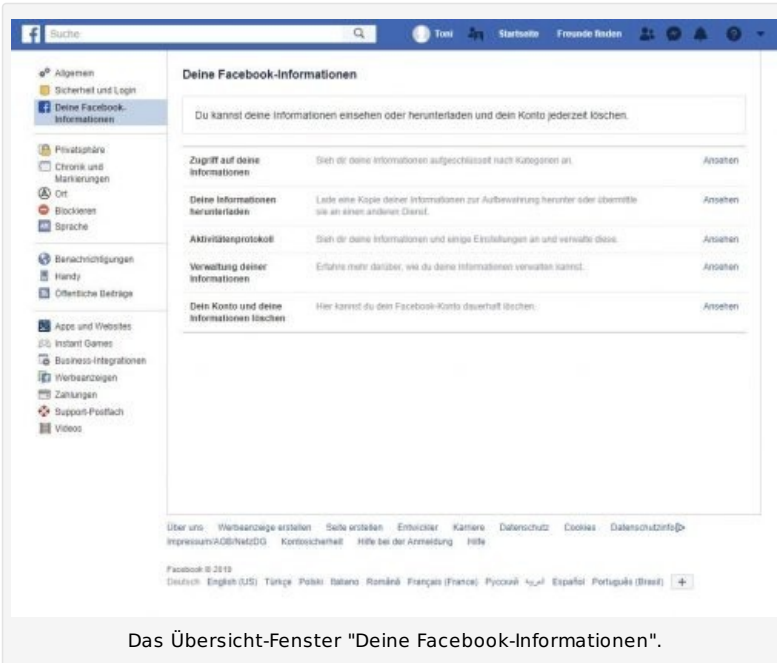 f Suche Toni Startseite Freunde finden
Allgemein
Sicherheit und Login
Deine Facebook-
Informationen
Privatsphäre
Chronik und
Markierungen
Ort
Blockieren
Sprache
Benachrichtigungen
Handy
Öffentliche Beiträge
Apps und Websites
Instant Games
Business-Integrationen
Werbeanzeigen
Zahlungen
Support-Postfach
Videos
Deine Facebook-Informationen
Du kannst deine Informationen einsehen oder herunterladen und dein Konto jederzeit löschen.
Zugriff auf deine
Informationen
Sieh dir deine Informationen aufgeschlüsselt nach Kategorien an.
Ansehen
Deine Informationen
herunterladen
Lade eine Kopie deiner Informationen zur Aufbewahrung herunter oder übermittle
sie an einen anderen Dienst.
Ansehen
Aktivitätenprotokoll
Sieh dir deine Informationen und einige Einstellungen an und verwalte diese.
Ansehen
Verwaltung deiner
Informationen
Erfahre mehr darüber, wie du deine Informationen verwalten kannst.
Ansehen
Dein Konto und deine
Informationen löschen
Hier kannst du dein Facebook-Konto dauerhaft löschen.
Ansehen
Über uns Werbeanzeige erstellen Seite erstellen Entwickler Karriere Datenschutz Cookies Datenschutzinfo
Impressum/AGB/NetzDG Kontosicherheit Hilfe bei der Anmeldung Hilfe
Facebook © 2019
Deutsch English (US) Türkçe Polski Italiano Română Français (France) Русский العربية Español Português (Brasil) +
Das Übersicht-Fenster "Deine Facebook-Informationen".